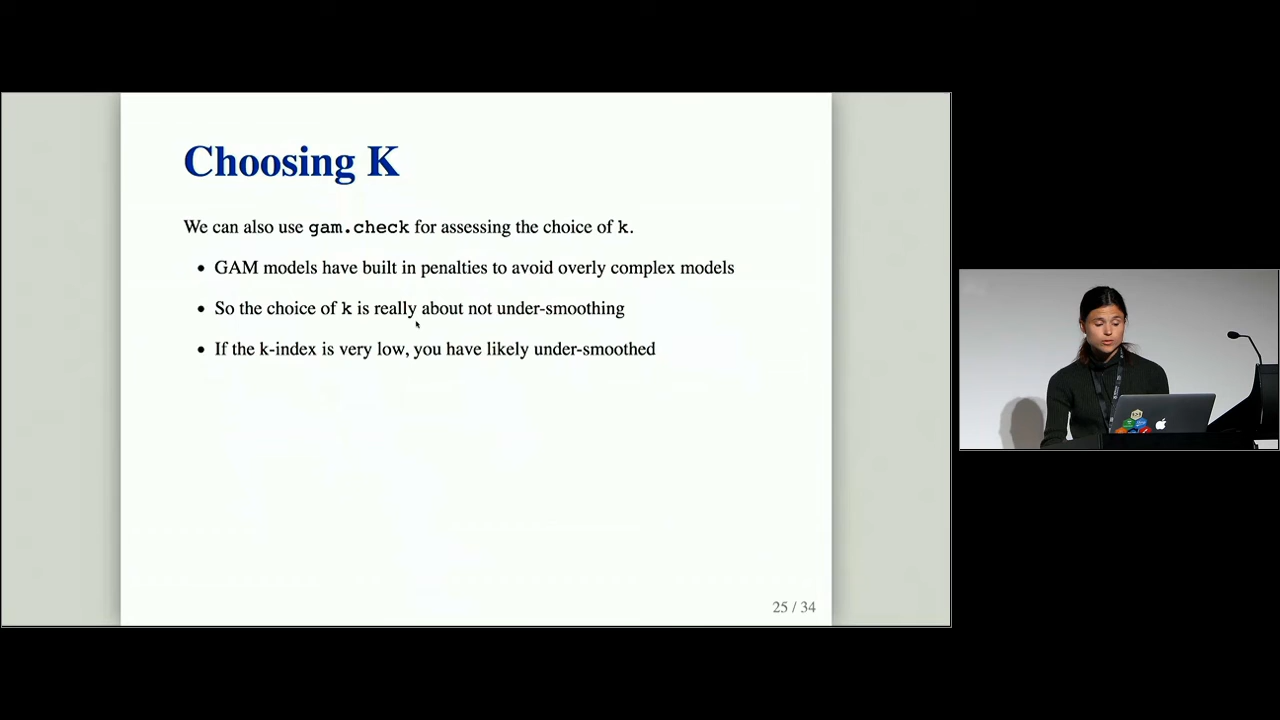 Choosing K
We can also use gam.check for assessing the choice of k.
GAM models have built in penalties to avoid overly complex models
So the choice of k is really about not under-smoothing
If the k-index is very low, you have likely under-smoothed
25 / 34